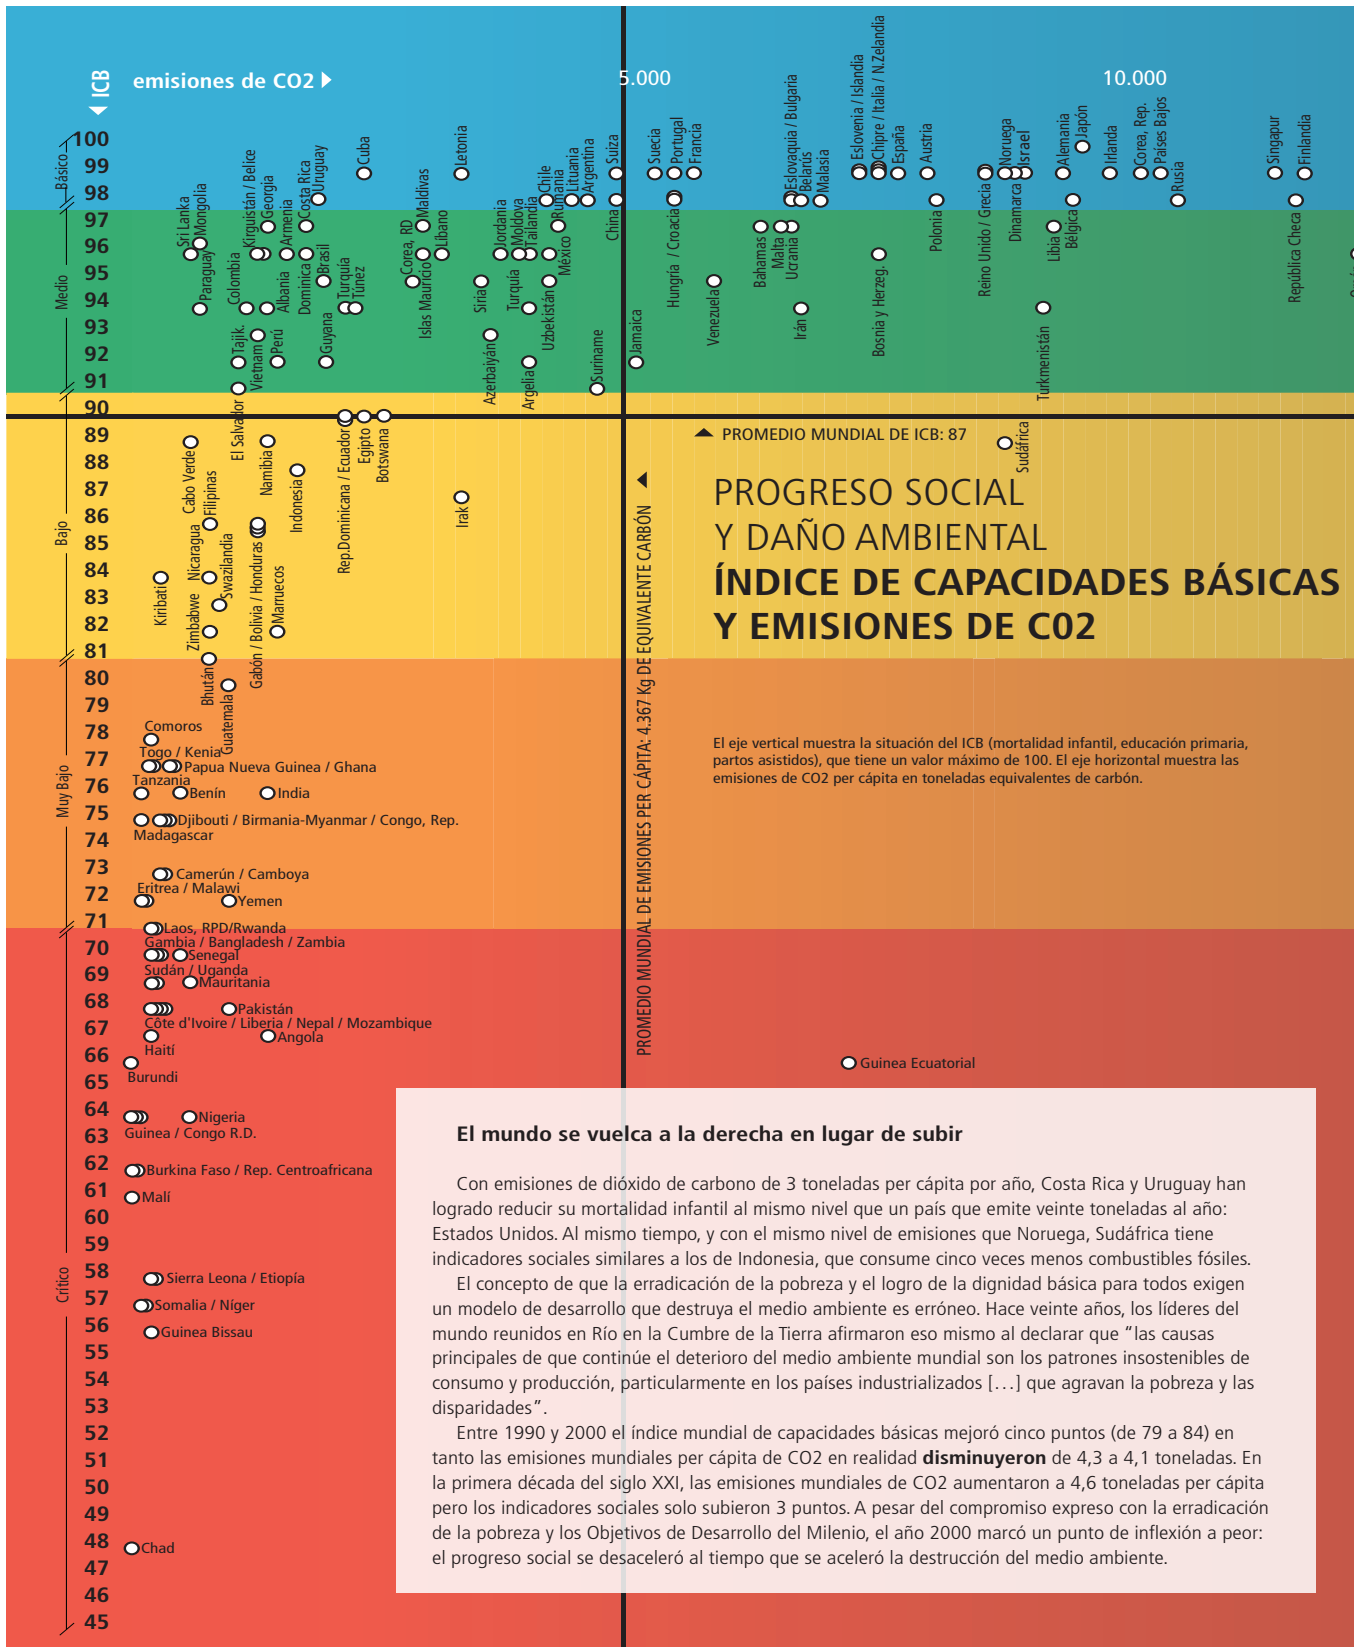 ICB
emisiones de CO2
5.000
10.000
100
99
98
97
96
95
94
93
92
91
90
89
88
87
86
85
84
83
82
81
80
79
78
77
76
75
74
73
72
71
70
69
68
67
66
65
64
63
62
61
60
59
58
57
56
55
54
53
52
51
50
49
48
47
46
45
Básico
Medio
Bajo
Muy Bajo
Crítico
Sri Lanka
Mongolia
Paraguay
Colombia
Kirguistán / Belice
Georgia
Armenia
Albania
Costa Rica
Dominica
Uruguay
Brasil
Turquía
Túnez
Cuba
Corea, RD
Maldivas
Islas Mauricio
Líbano
Letonia
Siria
Jordania
Moldova
Turquía
Tailandia
Chile
Rumania
Lituania
Argentina
México
Uzbekistán
Suiza
China
Suecia
Portugal
Hungría / Croacia
Francia
Venezuela
Bahamas
Malta
Ucrania
Eslovaquia / Bulgaria
Belarús
Malasia
Irán
Eslovenia / Islandia
Chipre / Italia / N.Zelandia
Bosnia y Herzeg.
España
Austria
Polonia
Reino Unido / Grecia
Noruega
Dinamarca
Israel
Libia
Alemania
Bélgica
Japón
Irlanda
Corea, Rep.
Países Bajos
Rusia
Singapur
Finlandia
República Checa
Turkmenistán
Tajik.
Vietnam
Perú
Guyana
El Salvador
Azerbaiyán
Argelia
Suriname
Jamaica
Rep.Dominicana / Ecuador
Egipto
Botswana
Cabo Verde
Filipinas
Namibia
Indonesia
Irak
Sudáfrica
Kiribati
Nicaragua
Swazilandia
Zimbabwe
Gabón / Bolivia / Honduras
Marruecos
Bhután
Guatemala
PROMEDIO MUNDIAL DE ICB: 87
PROMEDIO MUNDIAL DE EMISIONES PER CÁPITA: 4.367 Kg DE EQUIVALENTE CARBÓN
PROGRESO SOCIAL
Y DAÑO AMBIENTAL
ÍNDICE DE CAPACIDADES BÁSICAS
Y EMISIONES DE C02
El eje vertical muestra la situación del ICB (mortalidad infantil, educación primaria,
partos asistidos), que tiene un valor máximo de 100. El eje horizontal muestra las
emisiones de CO2 per cápita en toneladas equivalentes de carbón.
Comoros
Togo / Kenia
Papua Nueva Guinea / Ghana
Tanzania
Benín
India
Djibouti / Birmania-Myanmar / Congo, Rep.
Madagascar
Camerún / Camboya
Eritrea / Malawi
Yemen
Laos, RPD/Rwanda
Gambia / Bangladesh / Zambia
Senegal
Sudán / Uganda
Mauritania
Pakistán
Côte d'Ivoire / Liberia / Nepal / Mozambique
Angola
Haití
Burundi
Guinea Ecuatorial
Nigeria
Guinea / Congo R.D.
Burkina Faso / Rep. Centroafricana
Malí
Sierra Leona / Etiopía
Somalia / Níger
Guinea Bissau
Chad
El mundo se vuelca a la derecha en lugar de subir
Con emisiones de dióxido de carbono de 3 toneladas per cápita por año, Costa Rica y Uruguay han
logrado reducir su mortalidad infantil al mismo nivel que un país que emite veinte toneladas al año:
Estados Unidos. Al mismo tiempo, y con el mismo nivel de emisiones que Noruega, Sudáfrica tiene
indicadores sociales similares a los de Indonesia, que consume cinco veces menos combustibles fósiles.
El concepto de que la erradicación de la pobreza y el logro de la dignidad básica para todos exigen
un modelo de desarrollo que destruya el medio ambiente es erróneo. Hace veinte años, los líderes del
mundo reunidos en Río en la Cumbre de la Tierra afirmaron eso mismo al declarar que “las causas
principales de que continúe el deterioro del medio ambiente mundial son los patrones insostenibles de
consumo y producción, particularmente en los países industrializados […] que agravan la pobreza y las
disparidades”.
Entre 1990 y 2000 el índice mundial de capacidades básicas mejoró cinco puntos (de 79 a 84) en
tanto las emisiones mundiales per cápita de CO2 en realidad disminuyeron de 4,3 a 4,1 toneladas. En
la primera década del siglo XXI, las emisiones mundiales de CO2 aumentaron a 4,6 toneladas per cápita
pero los indicadores sociales solo subieron 3 puntos. A pesar del compromiso expreso con la erradicación
de la pobreza y los Objetivos de Desarrollo del Milenio, el año 2000 marcó un punto de inflexión a peor:
el progreso social se desaceleró al tiempo que se aceleró la destrucción del medio ambiente.